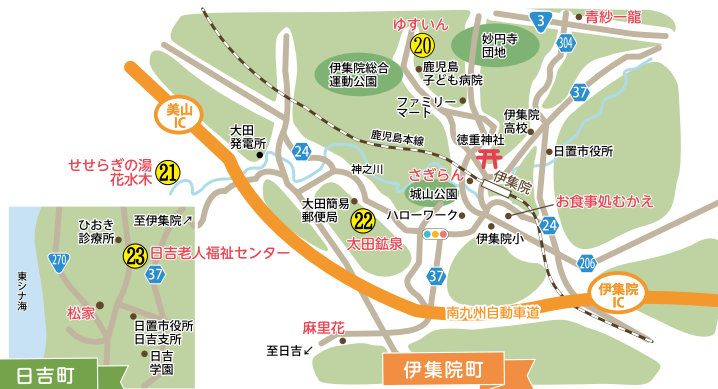 ゆすいん
20
鹿児島
子ども病院
妙円寺
団地
3
青紗一龍
304
37
伊集院総合
運動公園
ファミリー
マート
伊集院
高校
美山
IC
大田
発電所
24
鹿児島本線
徳重神社
日置市役所
せせらぎの湯
花水木
21
神之川
さぎらん
伊集院
城山公園
お食事処むかえ
大田簡易
郵便局
22
太田鉱泉
ハローワーク
伊集院小
24
206
37
伊集院
IC
南九州自動車道
麻里花
至日吉↙
伊集院町
至伊集院↗
ひおき
診療所
23
日吉老人福祉センター
270
37
東シナ海
松家
日置市役所
日吉支所
日吉
学園
日吉町